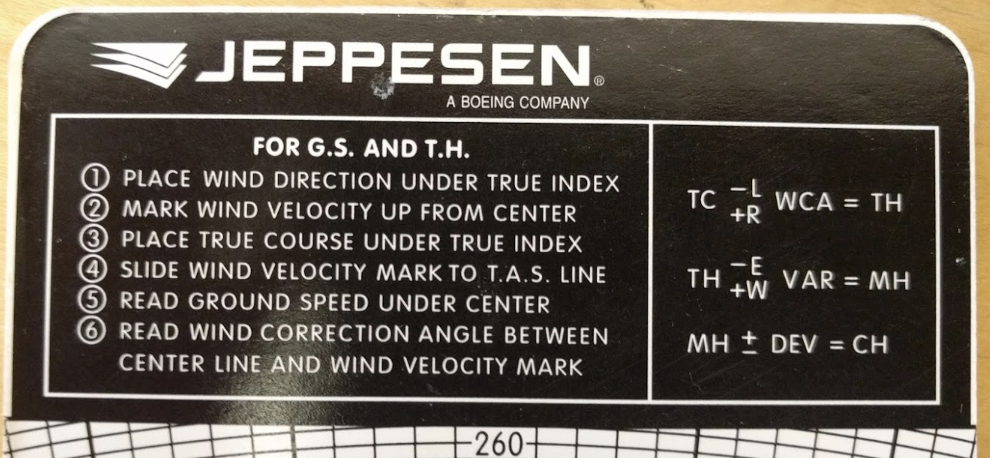 JEPPESEN®
A BOEING COMPANY
FOR G.S. AND T.H.
① PLACE WIND DIRECTION UNDER TRUE INDEX
② MARK WIND VELOCITY UP FROM CENTER
③ PLACE TRUE COURSE UNDER TRUE INDEX
④ SLIDE WIND VELOCITY MARK TO T.A.S. LINE
⑤ READ GROUND SPEED UNDER CENTER
⑥ READ WIND CORRECTION ANGLE BETWEEN
CENTER LINE AND WIND VELOCITY MARK
TC −L +R WCA = TH
TH −E +W VAR = MH
MH ± DEV = CH
260